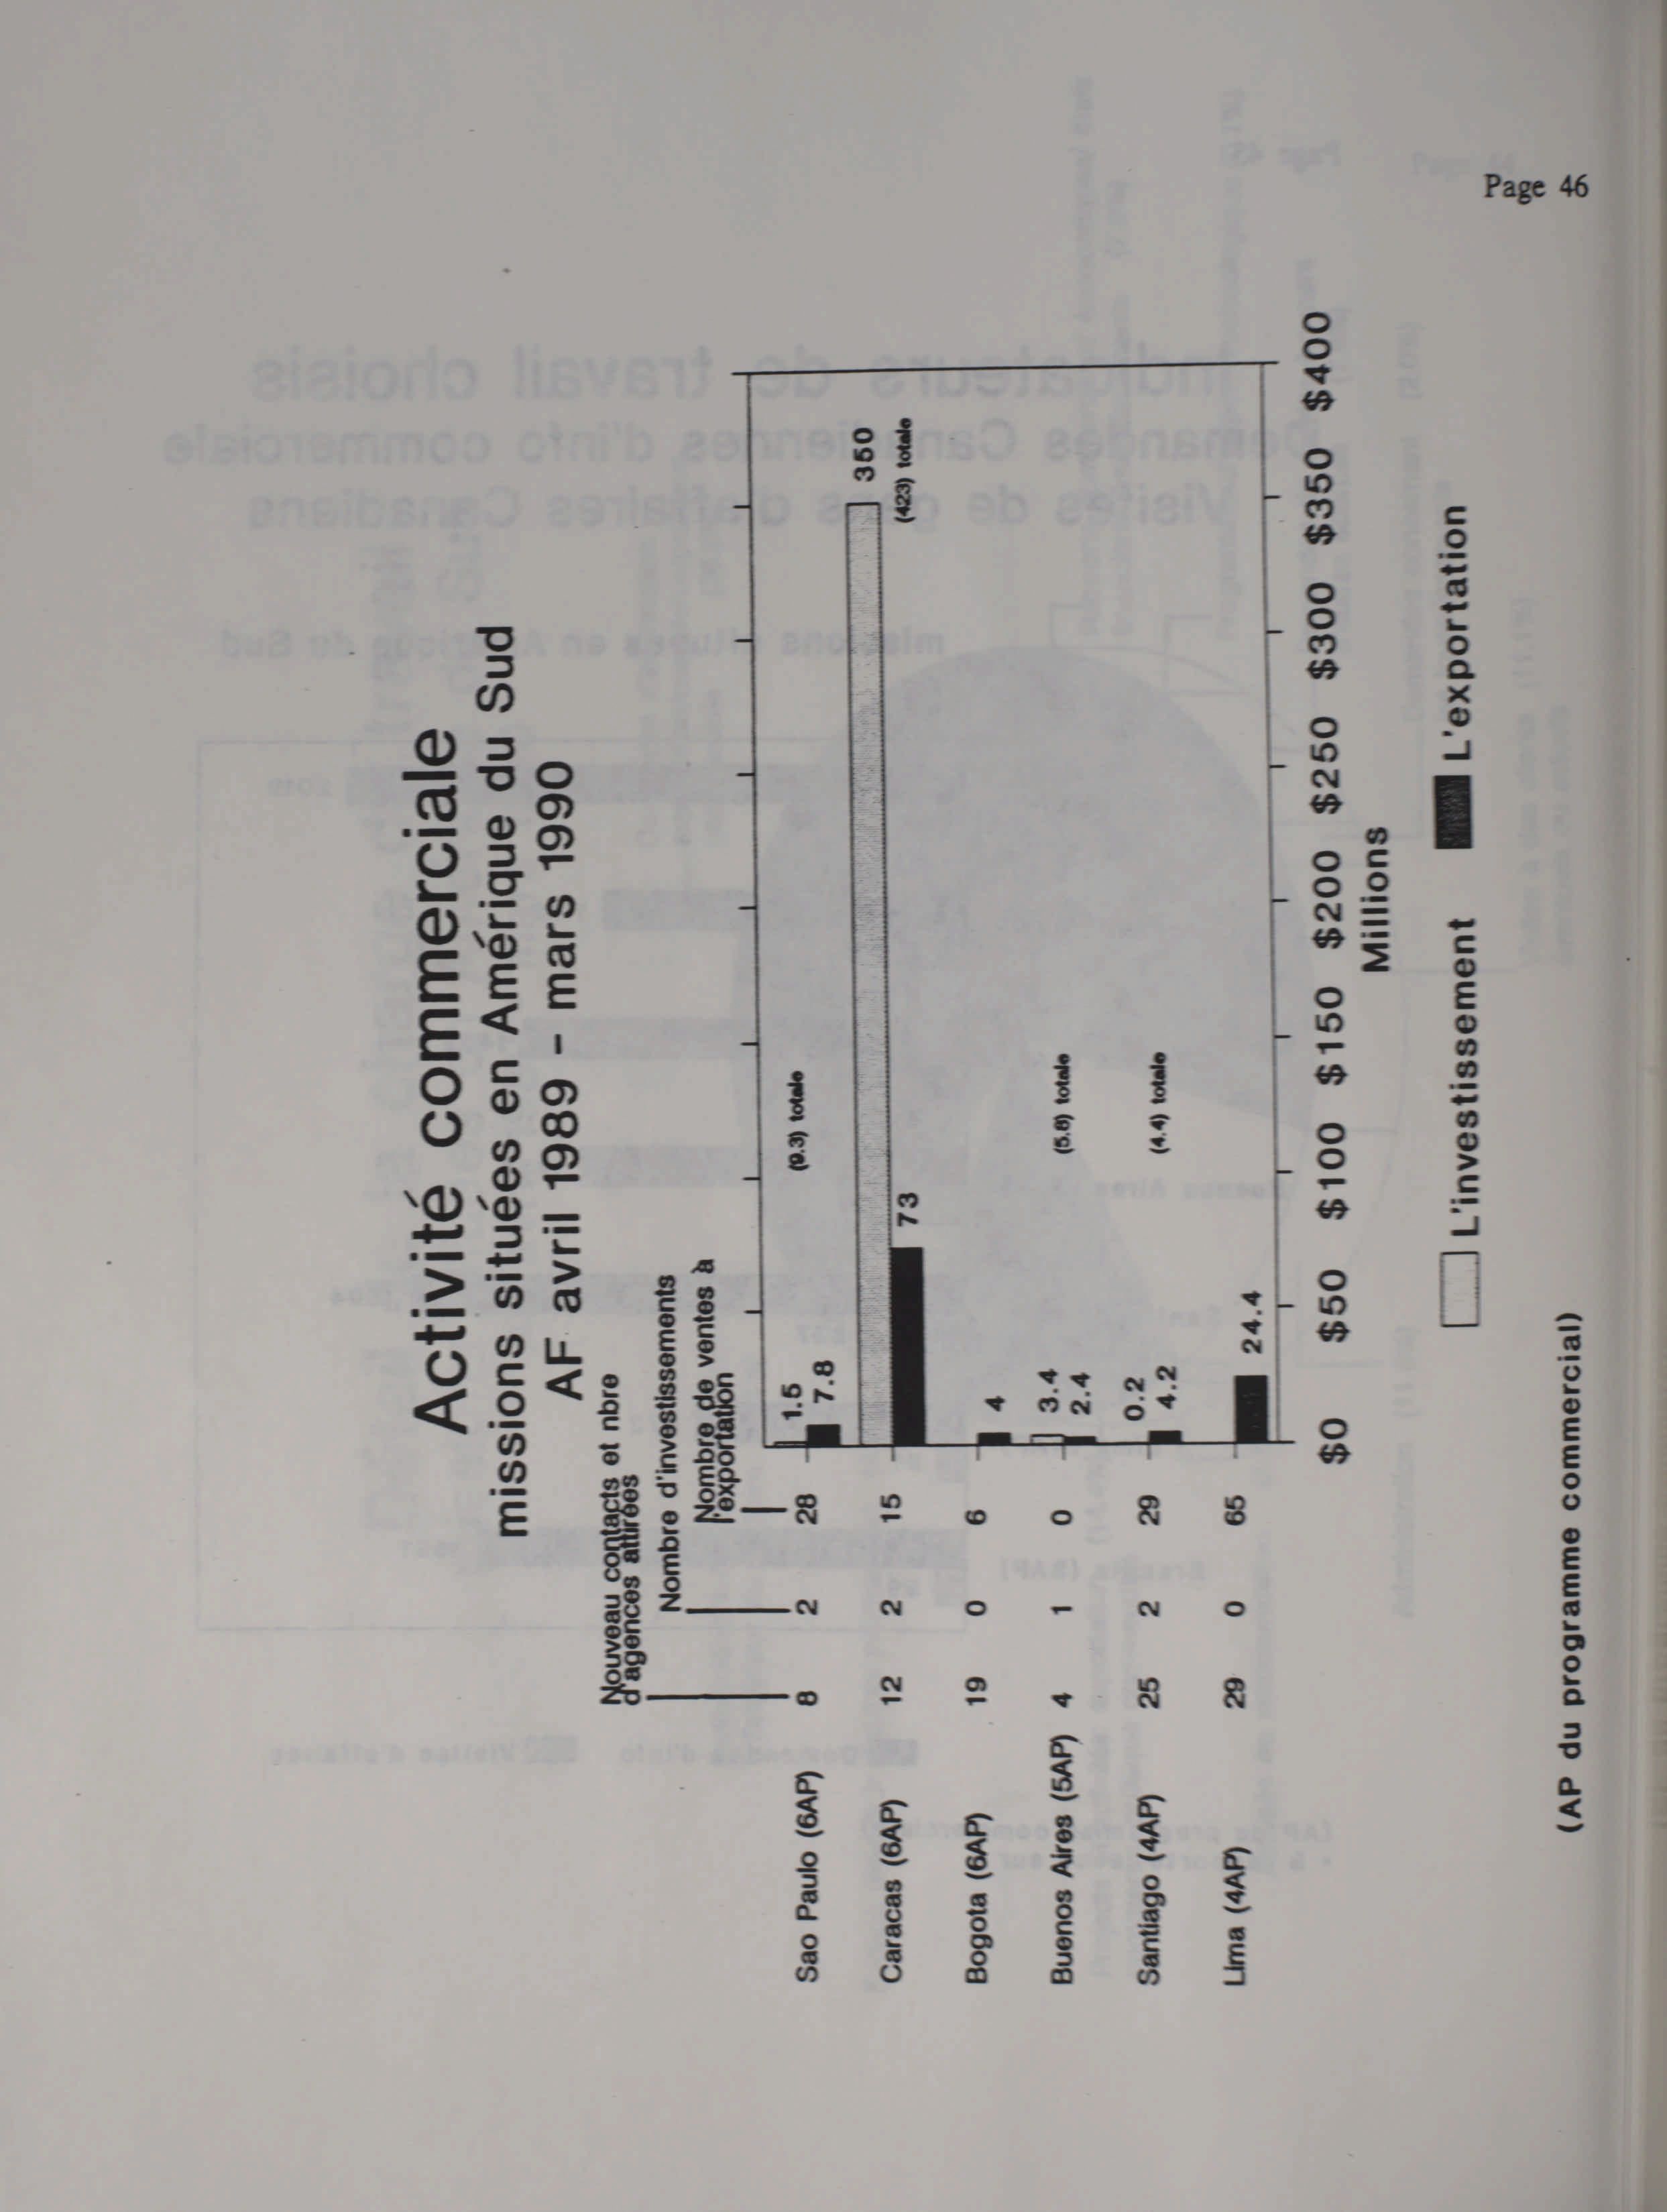 Page 46
Activité commerciale
missions situées en Amérique du Sud
AF avril 1989 - mars 1990
Nouveau contacts et nbre
d'agences attirées
Nombre d'investissements
Nombre de ventes à
l'exportation
Sao Paulo (6AP) 8 2 28 1.5 7.8 (9.3) totale
Caracas (6AP) 12 2 15 350 73 (423) totale
Bogota (6AP) 19 0 6 4
Buenos Aires (5AP) 4 1 0 3.4 2.4 (5.8) totale
Santiago (4AP) 25 2 29 0.2 4.2 (4.4) totale
Lima (4AP) 29 0 65 24.4
$0 $50 $100 $150 $200 $250 $300 $350 $400
Millions
L'investissement L'exportation
(AP du programme commercial)